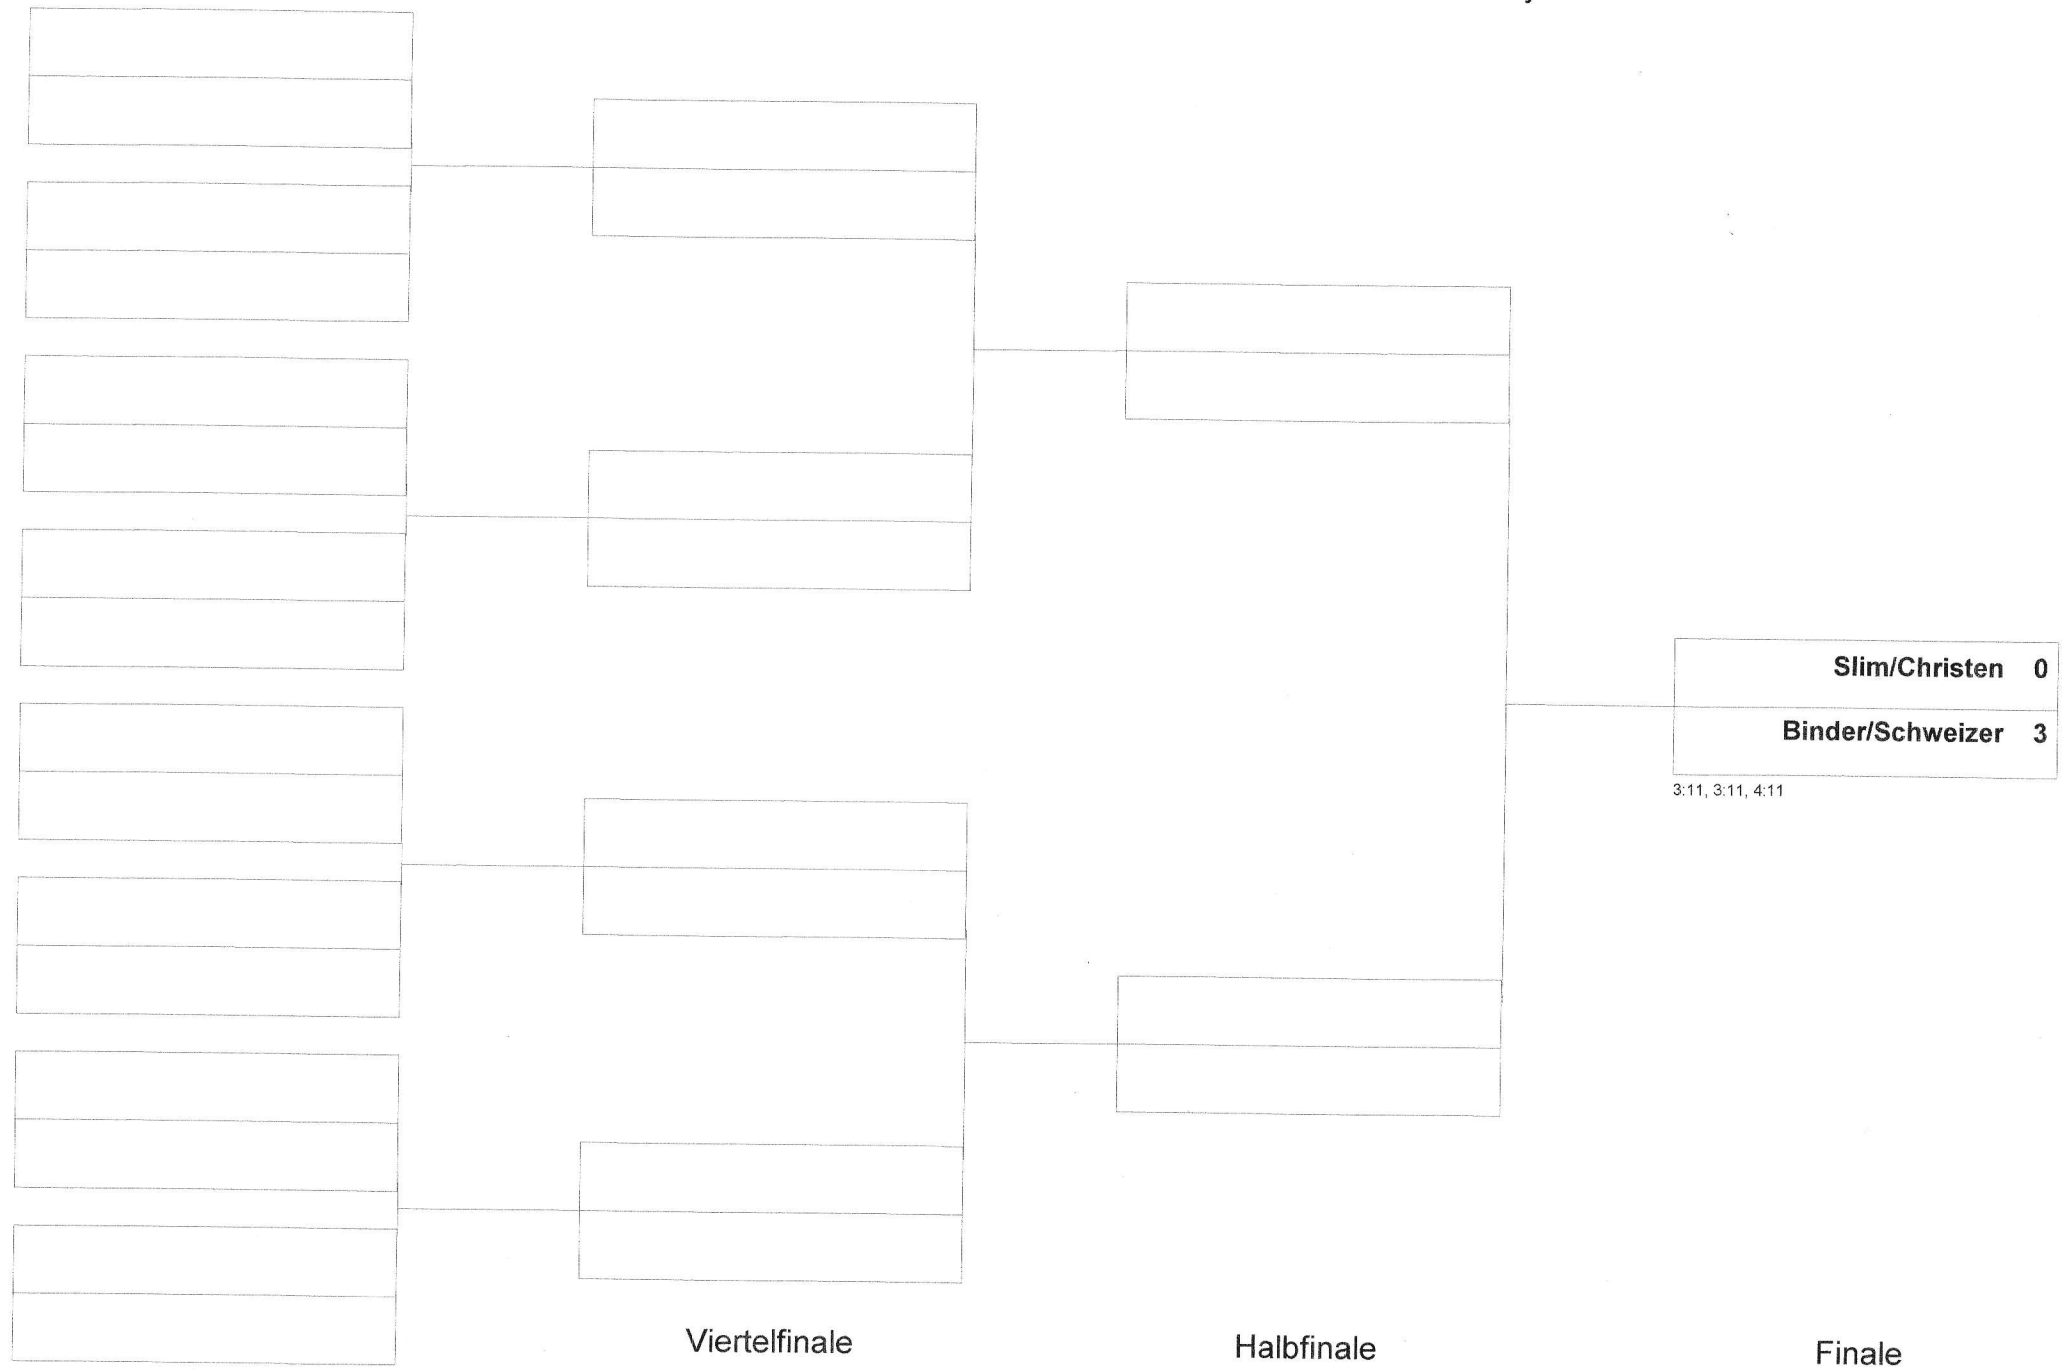 Slim/Christen 0
Binder/Schweizer 3
3:11, 3:11, 4:11
Viertelfinale
Halbfinale
Finale